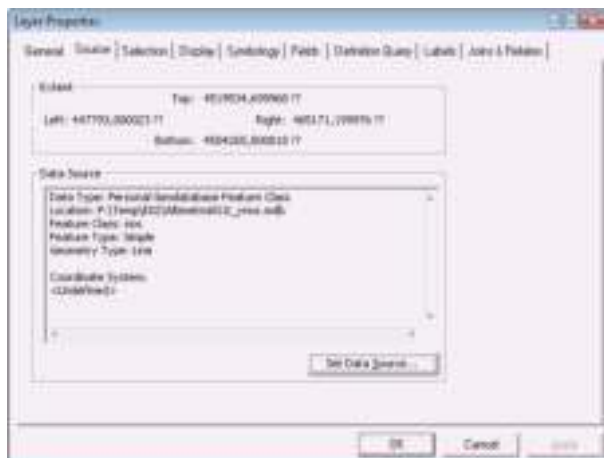 Layer Properties
General Source Selection Display Symbology Fields Definition Query Labels Joins & Relates
Extent
Top:
Left: Right:
Bottom:
Data Source
Data Type: Personal Geodatabase Feature Class
Location:
Feature Class:
Feature Type: Simple
Geometry Type: Line
Coordinate System:
<Undefined>
Set Data Source...
OK Cancel Apply